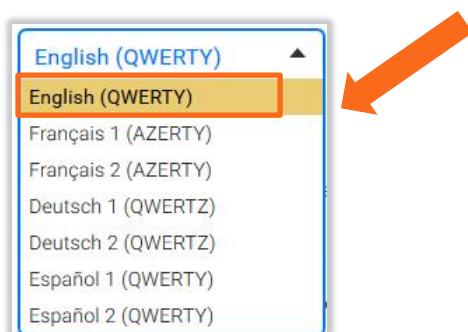 English (QWERTY)
English (QWERTY)
Français 1 (AZERTY)
Français 2 (AZERTY)
Deutsch 1 (QWERTZ)
Deutsch 2 (QWERTZ)
Español 1 (QWERTY)
Español 2 (QWERTY)